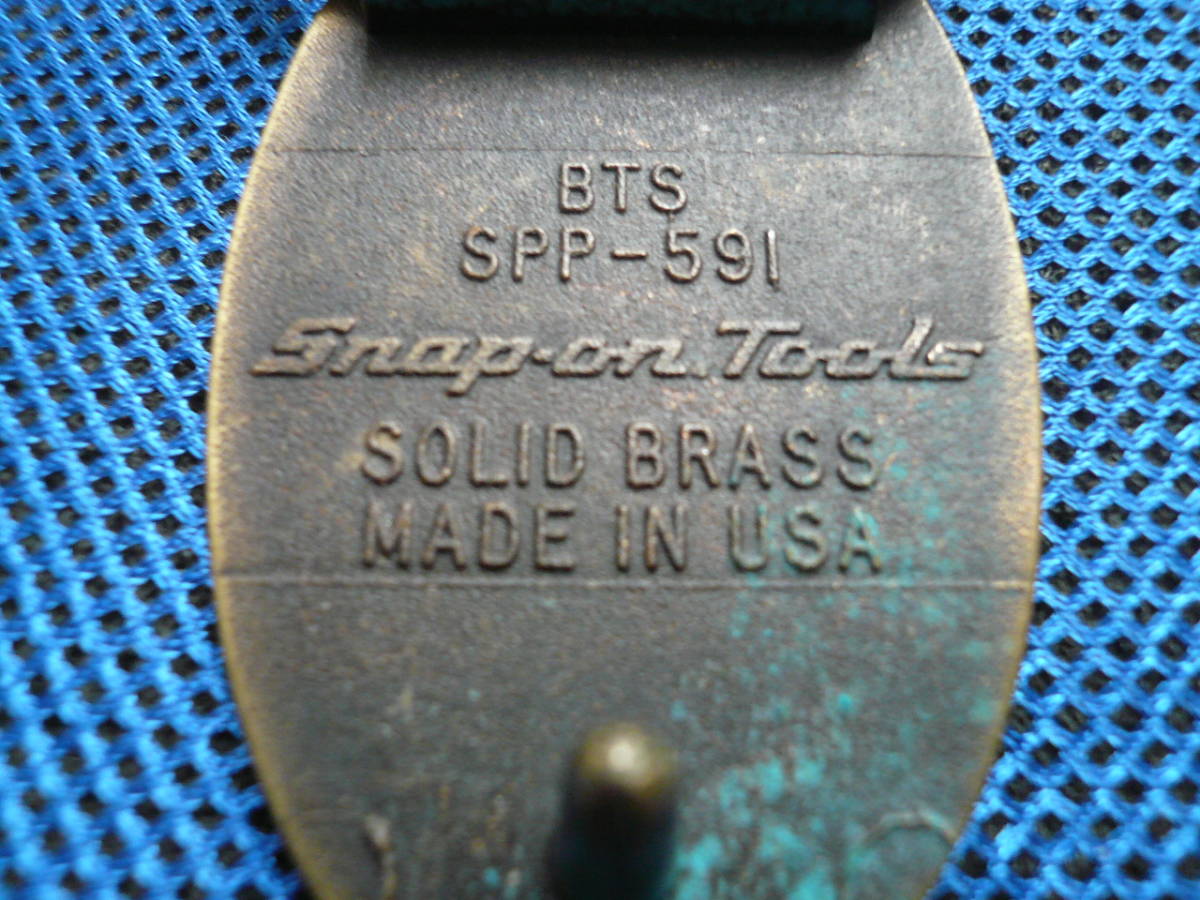 BTS
SPP-591
Snap-on Tools
SOLID BRASS
MADE IN USA